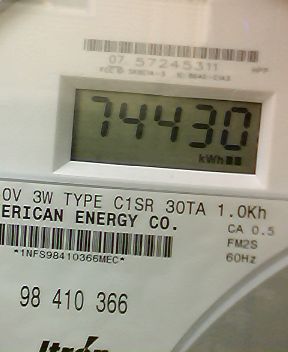 07 57245311
74430
kWh
0V 3W TYPE C1SR 30TA 1.0Kh
ERICAN ENERGY CO.
CA 0.5
FM2S
*1NFS98410366MEC*
60Hz
98 410 366
Itrón